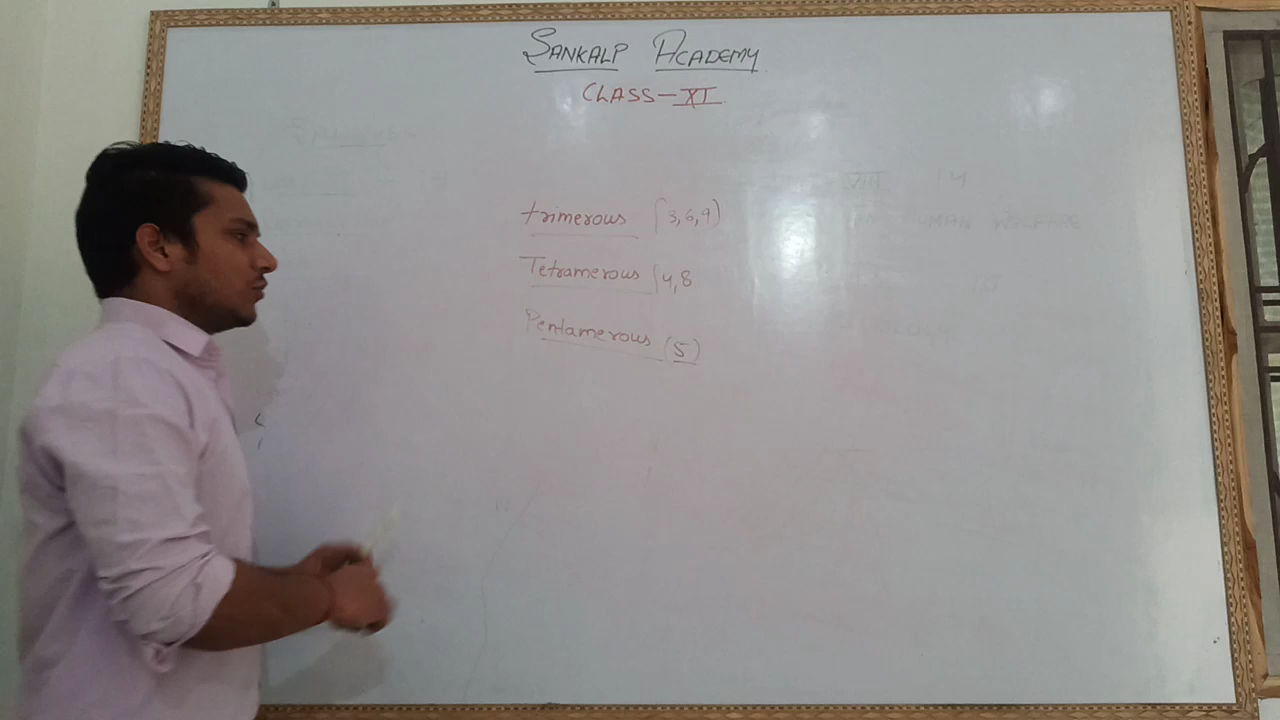 SANKALP ACADEMY
CLASS-XI
trimerous (3,6,9)
Tetramerous (4,8
Pentamerous (5)